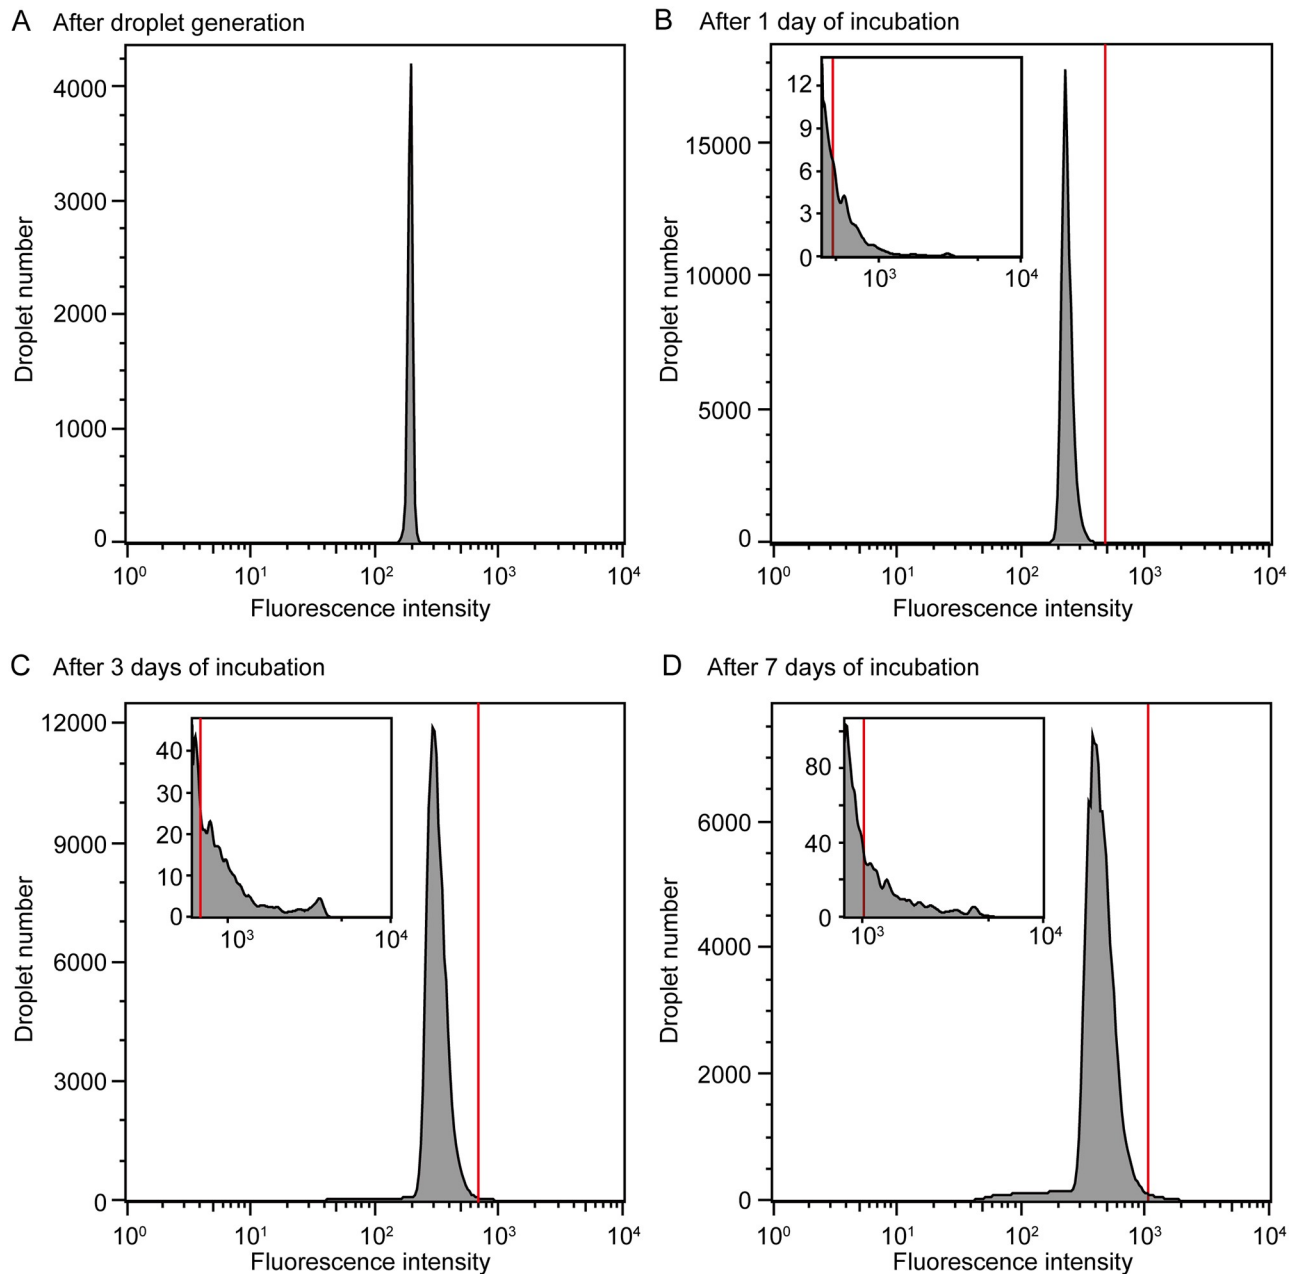 A After droplet generation
4000
3000
2000
1000
0
Droplet number
10⁰ 10¹ 10² 10³ 10⁴
Fluorescence intensity
B After 1 day of incubation
15000
10000
5000
0
Droplet number
12
9
6
3
0
10³ 10⁴
10⁰ 10¹ 10² 10³ 10⁴
Fluorescence intensity
C After 3 days of incubation
12000
9000
6000
3000
0
Droplet number
40
30
20
10
0
10³ 10⁴
10⁰ 10¹ 10² 10³ 10⁴
Fluorescence intensity
D After 7 days of incubation
6000
4000
2000
0
Droplet number
80
40
0
10³ 10⁴
10⁰ 10¹ 10² 10³ 10⁴
Fluorescence intensity